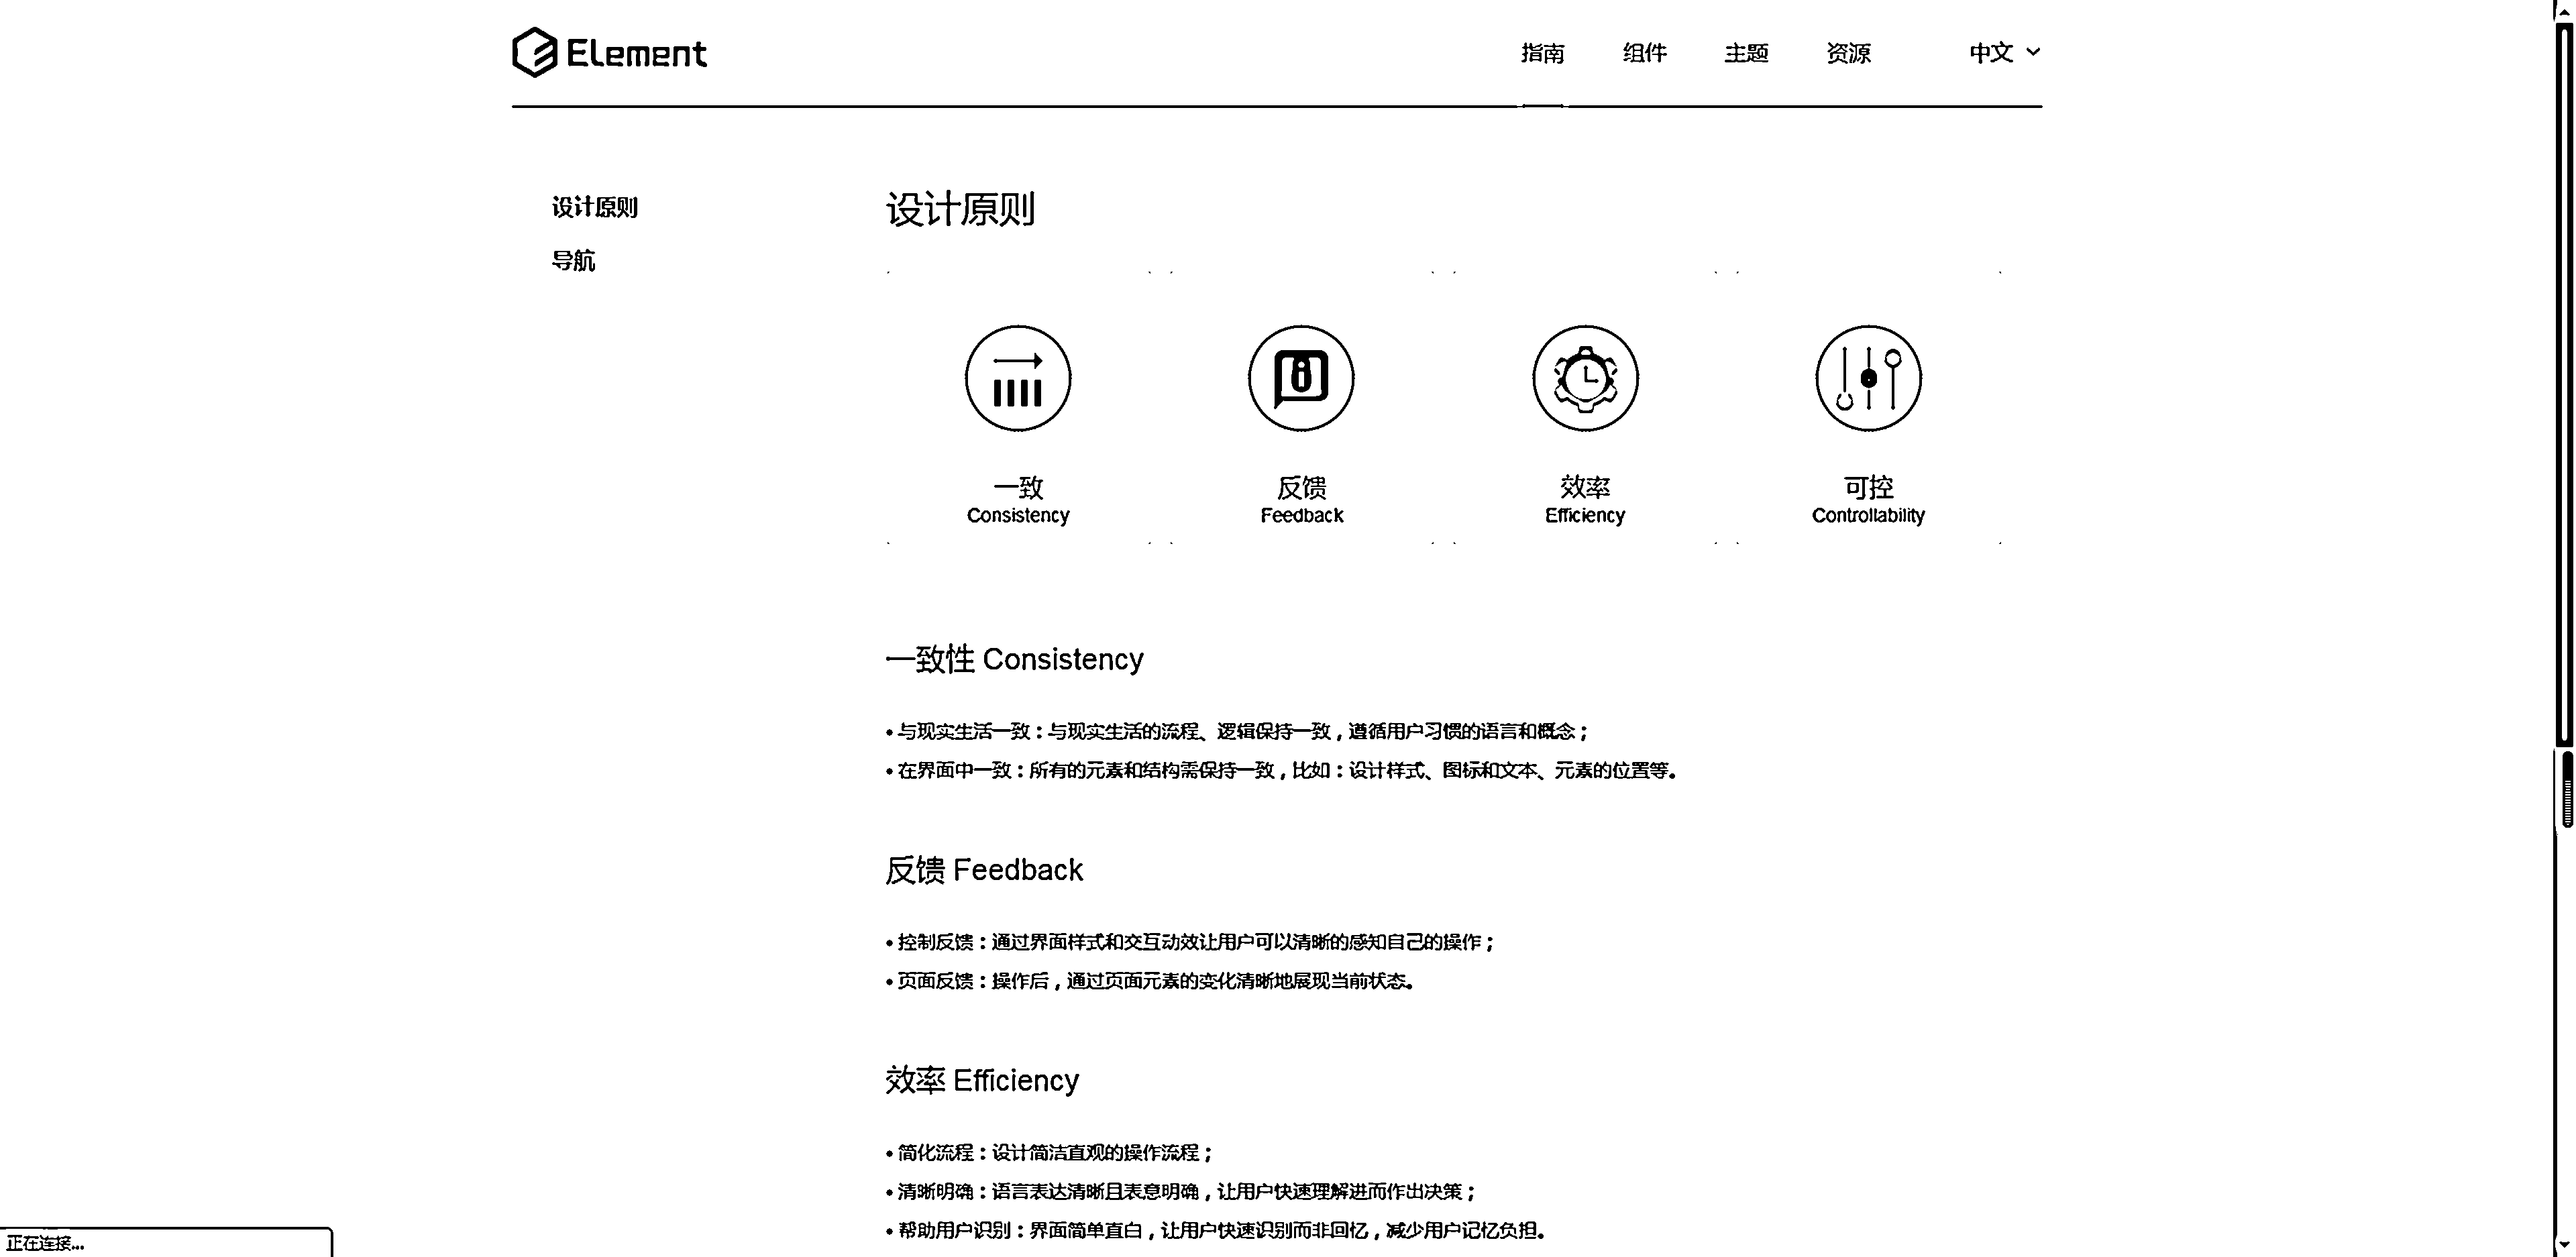 Element
指南 组件 主题 资源 中文
设计原则
导航
设计原则
一致
Consistency
反馈
Feedback
效率
Efficiency
可控
Controllability
一致性 Consistency
• 与现实生活一致：与现实生活的流程、逻辑保持一致，遵循用户习惯的语言和概念；
• 在界面中一致：所有的元素和结构需保持一致，比如：设计样式、图标和文本、元素的位置等。
反馈 Feedback
• 控制反馈：通过界面样式和交互动效让用户可以清晰的感知自己的操作；
• 页面反馈：操作后，通过页面元素的变化清晰地展现当前状态。
效率 Efficiency
• 简化流程：设计简洁直观的操作流程；
• 清晰明确：语言表达清晰且表意明确，让用户快速理解进而作出决策；
• 帮助用户识别：界面简单直白，让用户快速识别而非回忆，减少用户记忆负担。
正在连接...